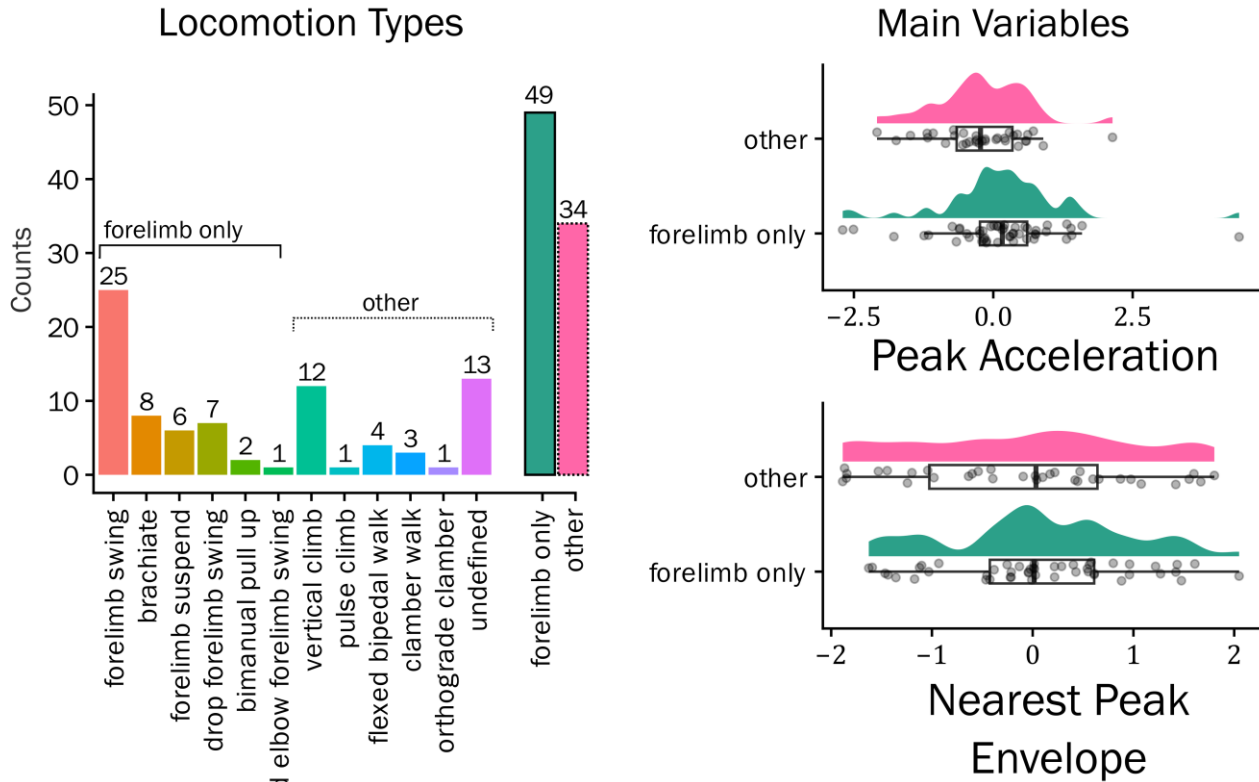 Locomotion Types
Counts
50
40
30
20
10
0
forelimb only
other
25
8
6
7
2
1
12
1
4
3
1
13
49
34
forelimb swing
brachiate
forelimb suspend
drop forelimb swing
bimanual pull up
elbow forelimb swing
vertical climb
pulse climb
flexed bipedal walk
clamber walk
orthograde clamber
undefined
forelimb only
other
Main Variables
other
forelimb only
−2.5
0.0
2.5
Peak Acceleration
other
forelimb only
−2
−1
0
1
2
Nearest Peak
Envelope